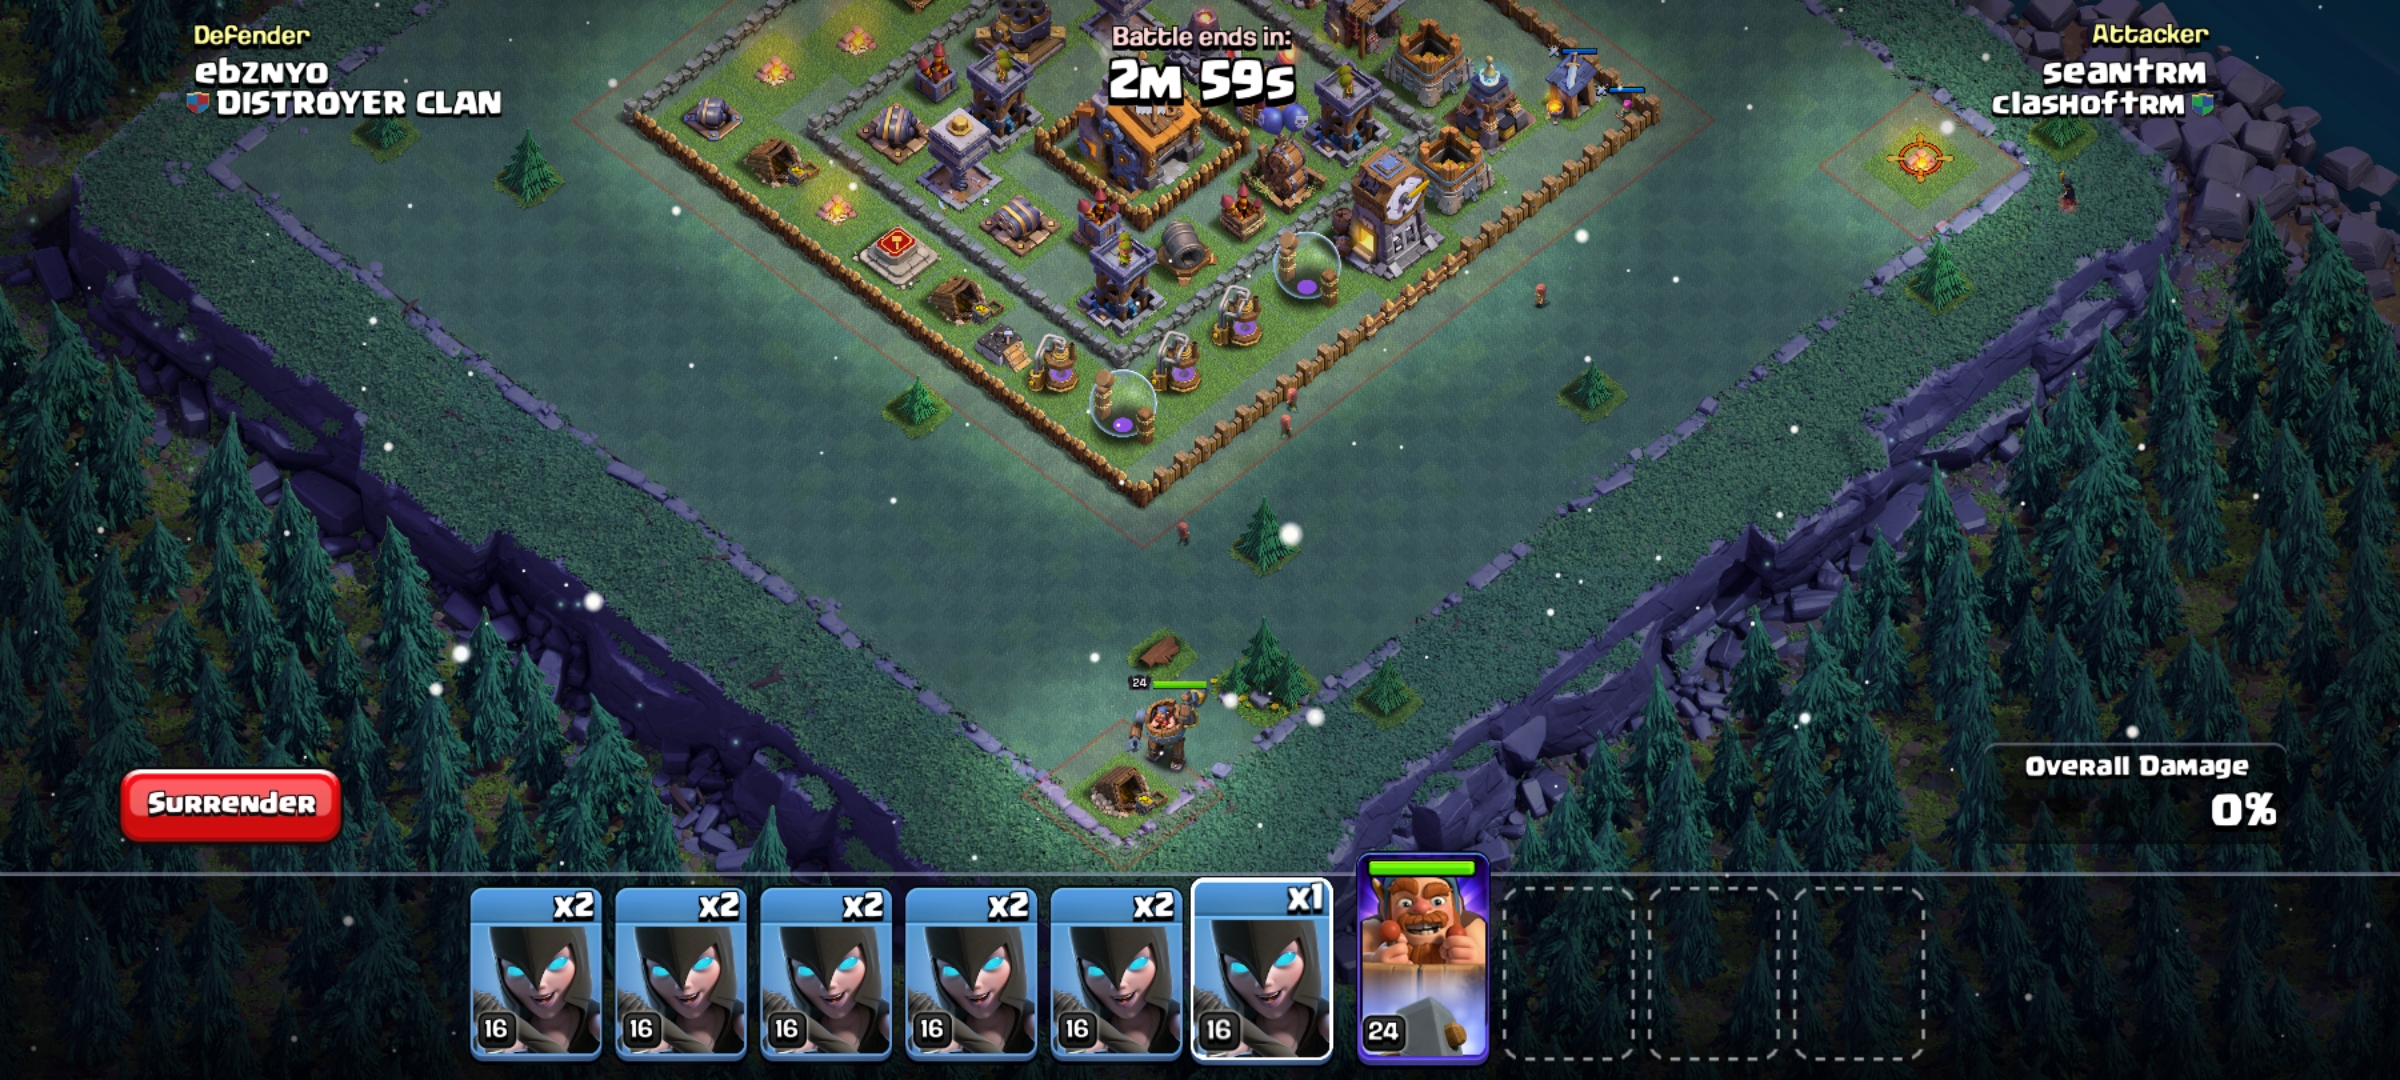 Defender
ebzNYO
DISTROYER CLAN
Battle ends in:
2M 59s
Attacker
seantRM
clashoftRM
24
Surrender
Overall Damage
0%
x2
x2
x2
x2
x2
x1
16
16
16
16
16
16
24